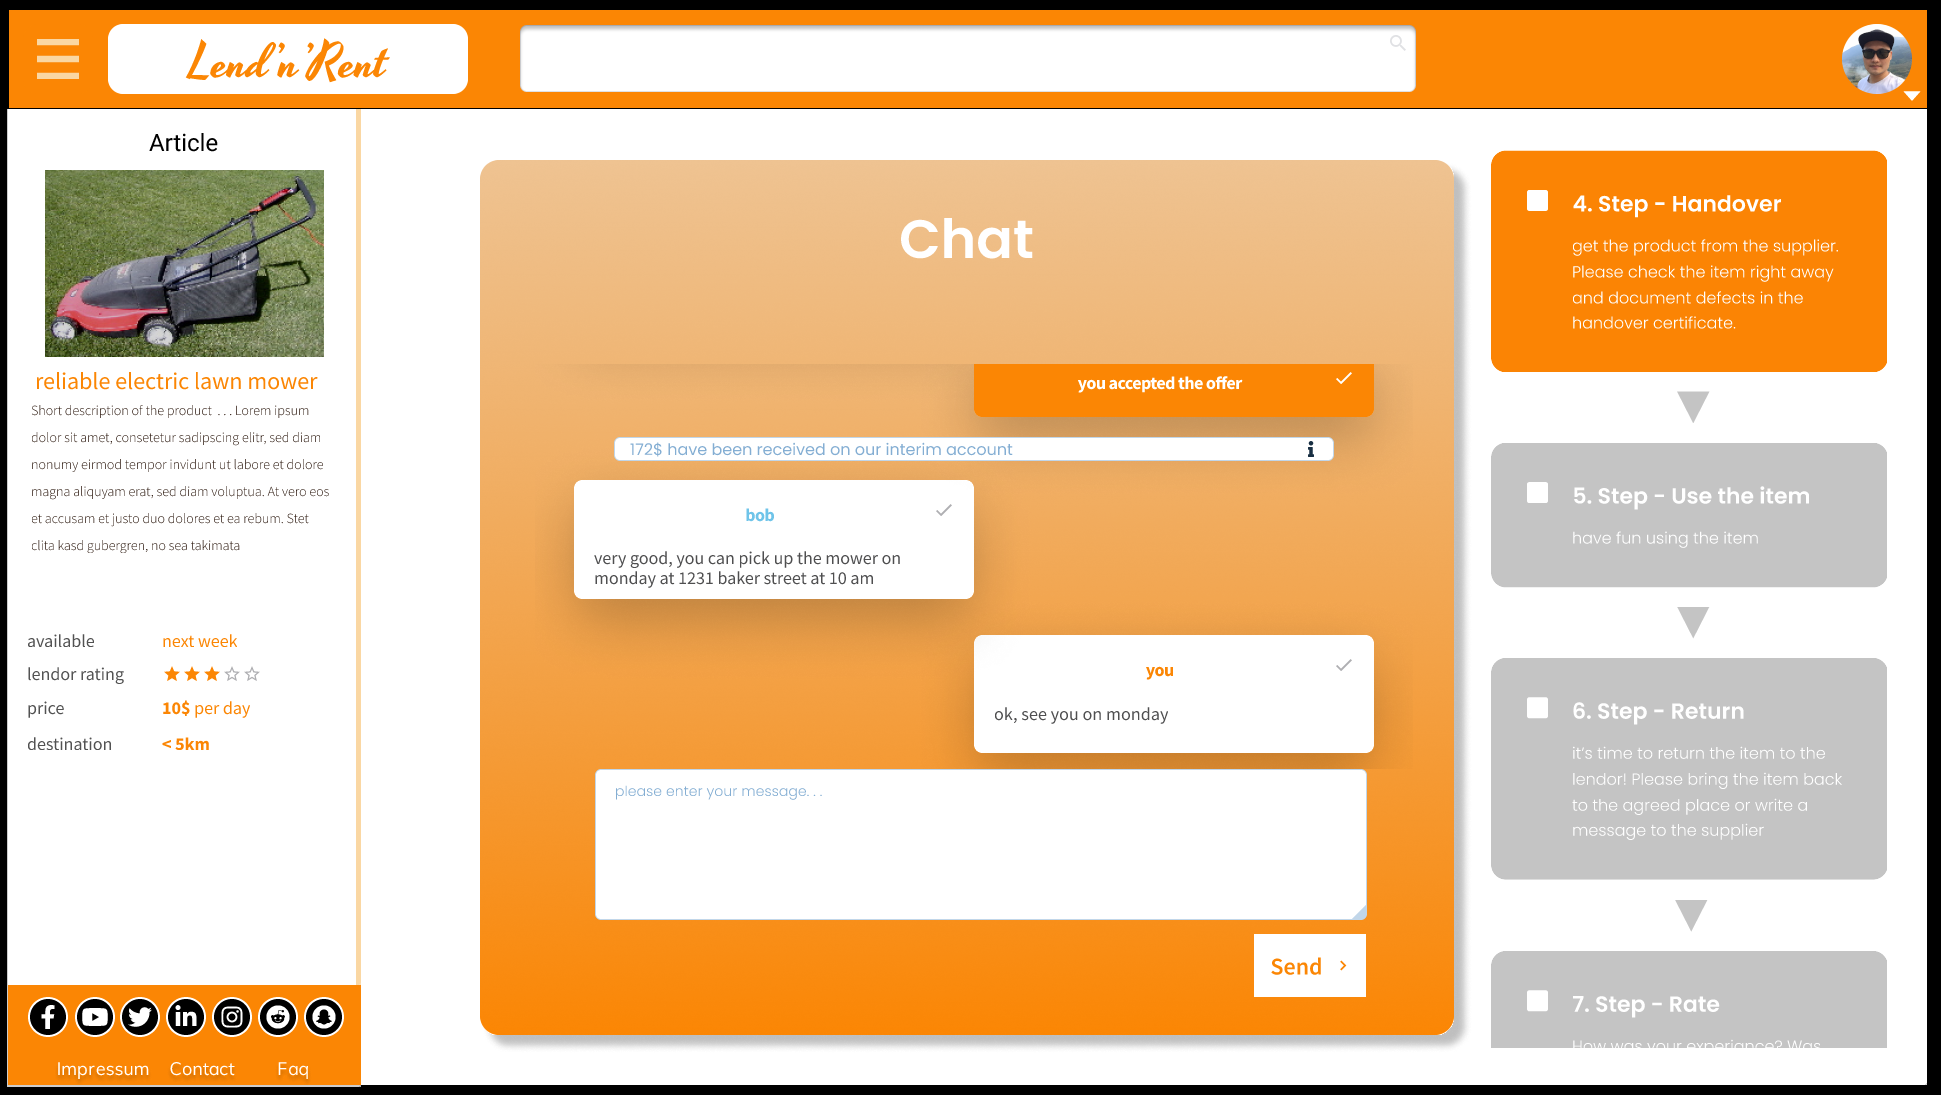 Lend'n'Rent
Article
reliable electric lawn mower
Short description of the product . . . Lorem ipsum
dolor sit amet, consetetur sadipscing elitr, sed diam
nonumy eirmod tempor invidunt ut labore et dolore
magna aliquyam erat, sed diam voluptua. At vero eos
et accusam et justo duo dolores et ea rebum. Stet
clita kasd gubergren, no sea takimata
available next week
lendor rating
price 10$ per day
destination < 5km
Impressum Contact Faq
Chat
you accepted the offer
172$ have been received on our interim account
bob
very good, you can pick up the mower on
monday at 1231 baker street at 10 am
you
ok, see you on monday
please enter your message. . .
Send
4. Step - Handover
get the product from the supplier.
Please check the item right away
and document defects in the
handover certificate.
5. Step - Use the item
have fun using the item
6. Step - Return
it's time to return the item to the
lendor! Please bring the item back
to the agreed place or write a
message to the supplier
7. Step - Rate
How was your experiance? Was